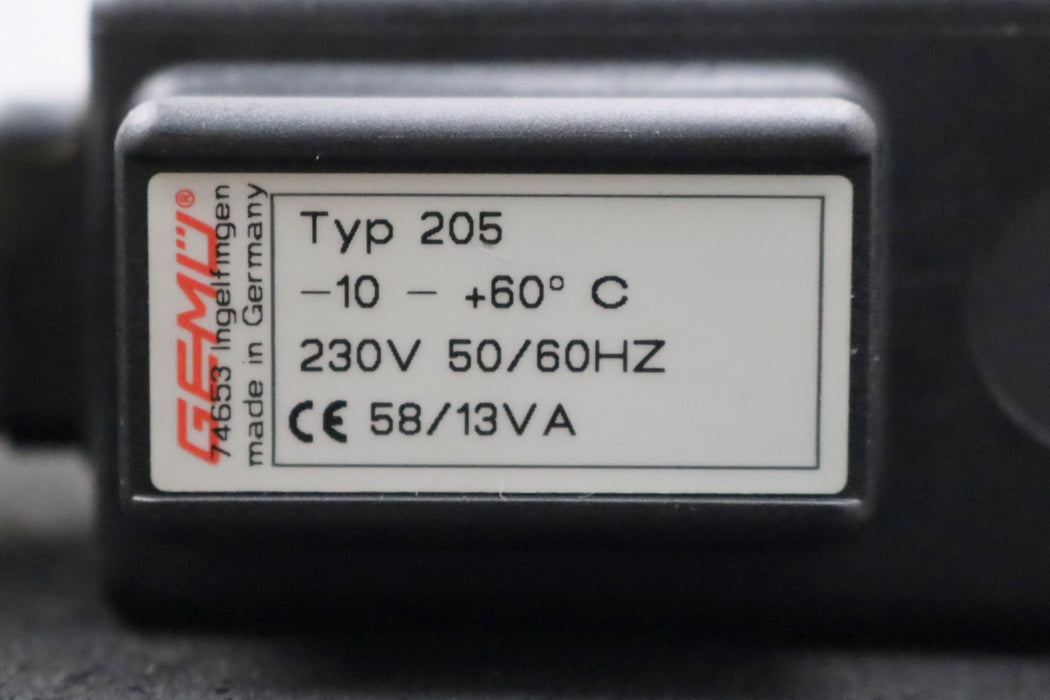 GEMÜ®
74653 Ingelfingen
made in Germany
Typ 205
-10 - +60° C
230V 50/60HZ
CE 58/13VA